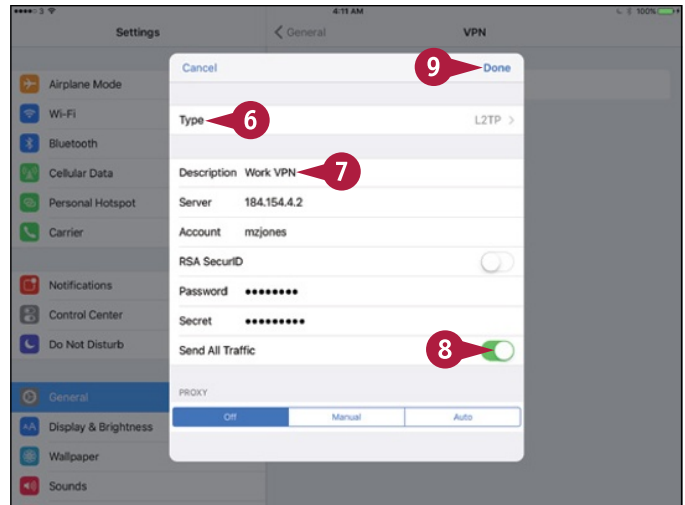 3 4:11 AM 100%
Settings General VPN
Cancel 9 Done
Airplane Mode
Wi-Fi
Type 6 L2TP
Bluetooth
Cellular Data
Description Work VPN 7
Personal Hotspot
Server 184.154.4.2
Carrier
Account mzjones
RSA SecurID
Notifications
Password ●●●●●●●●
Control Center
Secret ●●●●●●●●●
Do Not Disturb
Send All Traffic 8
PROXY
General
Off Manual Auto
Display & Brightness
Wallpaper
Sounds